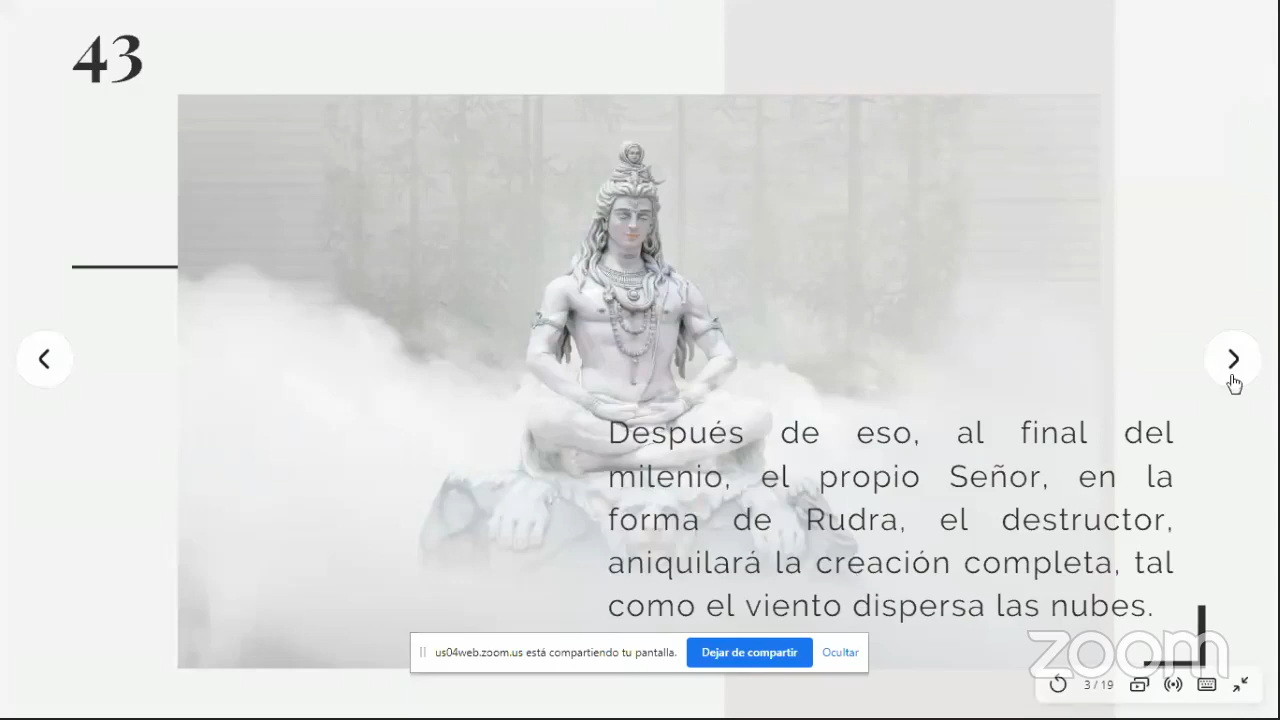 43
Después de eso, al final del
milenio, el propio Señor, en la
forma de Rudra, el destructor,
aniquilará la creación completa, tal
como el viento dispersa las nubes.
us04web.zoom.us está compartiendo tu pantalla. Dejar de compartir Ocultar
zoom
3 / 19